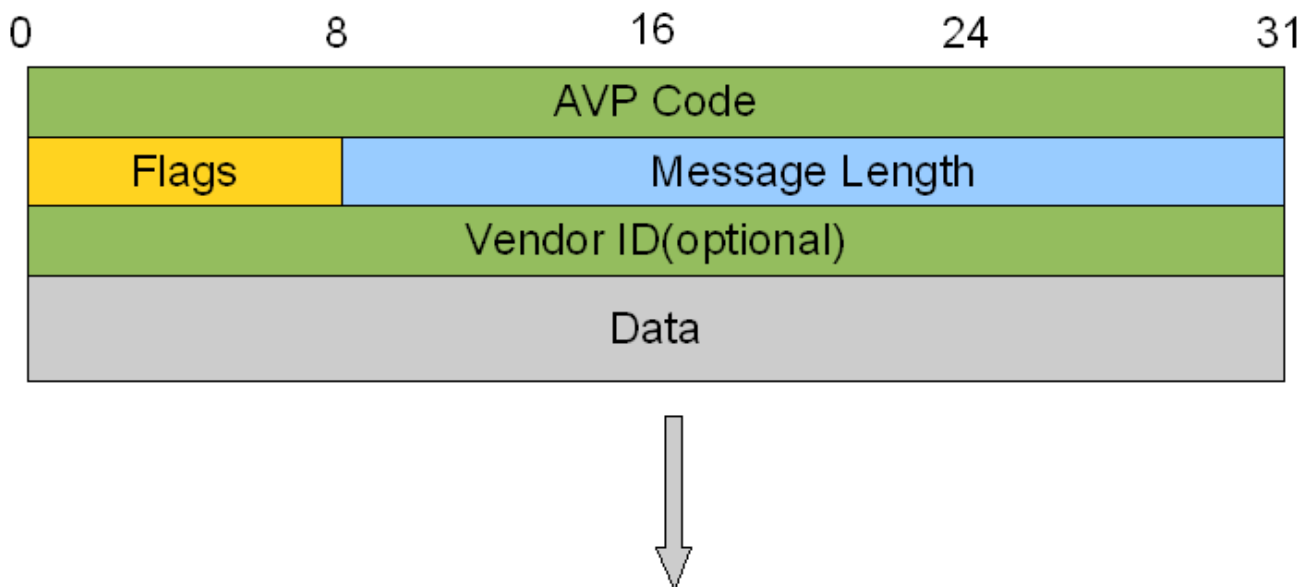 0 8 16 24 31
AVP Code
Flags Message Length
Vendor ID(optional)
Data